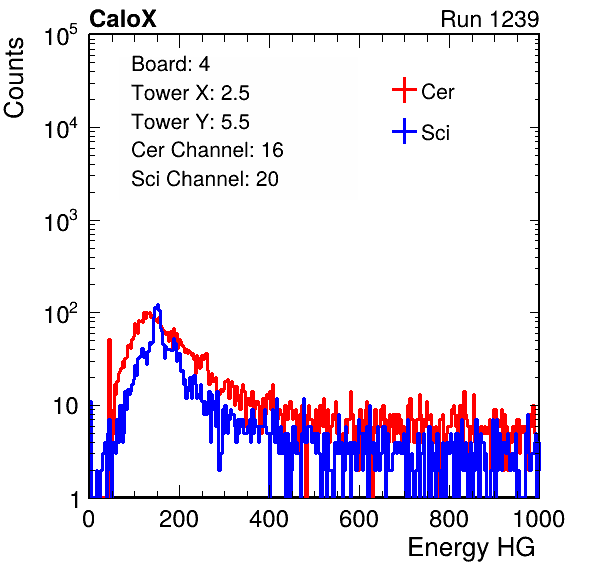 CaloX Run 1239
Counts
10^5
10^4
10^3
10^2
10
1
Board: 4
Tower X: 2.5
Tower Y: 5.5
Cer Channel: 16
Sci Channel: 20
Cer
Sci
0 200 400 600 800 1000
Energy HG